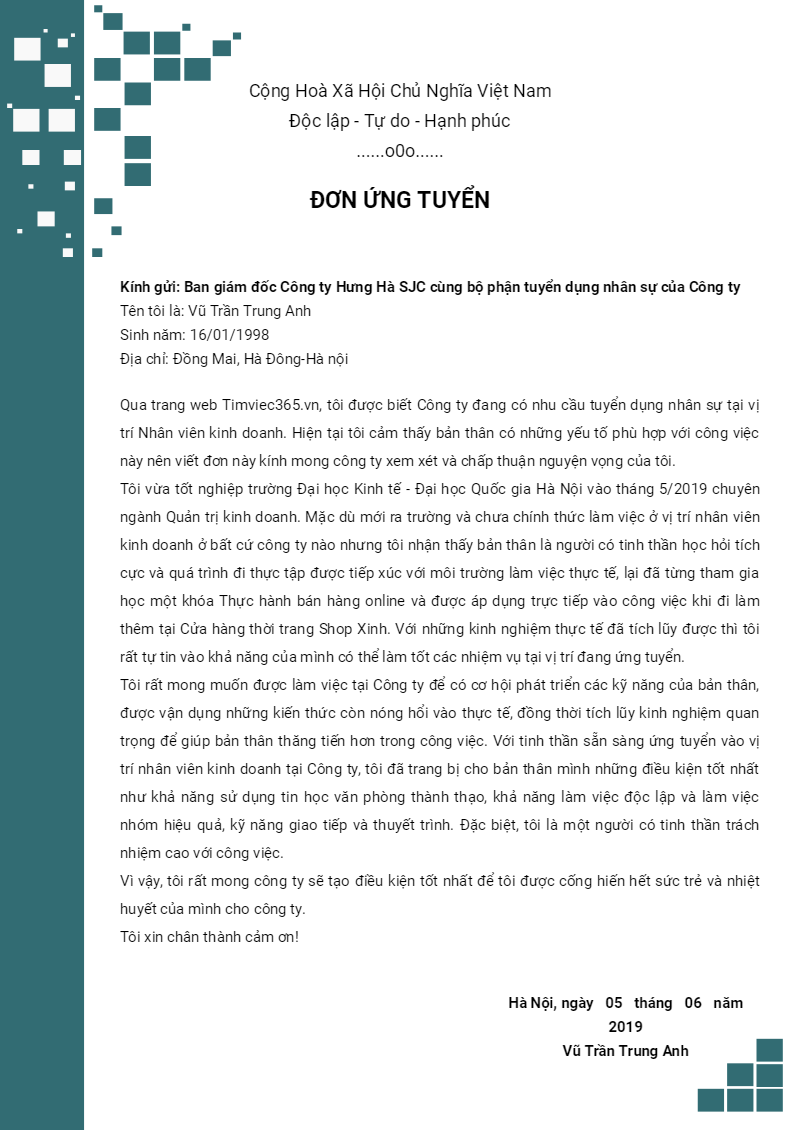 Cộng Hoà Xã Hội Chủ Nghĩa Việt Nam
Độc lập - Tự do - Hạnh phúc
......o0o......
ĐƠN ỨNG TUYỂN
Kính gửi: Ban giám đốc Công ty Hưng Hà SJC cùng bộ phận tuyển dụng nhân sự của Công ty
Tên tôi là: Vũ Trần Trung Anh
Sinh năm: 16/01/1998
Địa chỉ: Đồng Mai, Hà Đông-Hà nội
Qua trang web Timviec365.vn, tôi được biết Công ty đang có nhu cầu tuyển dụng nhân sự tại vị
trí Nhân viên kinh doanh. Hiện tại tôi cảm thấy bản thân có những yếu tố phù hợp với công việc
này nên viết đơn này kính mong công ty xem xét và chấp thuận nguyện vọng của tôi.
Tôi vừa tốt nghiệp trường Đại học Kinh tế - Đại học Quốc gia Hà Nội vào tháng 5/2019 chuyên
ngành Quản trị kinh doanh. Mặc dù mới ra trường và chưa chính thức làm việc ở vị trí nhân viên
kinh doanh ở bất cứ công ty nào nhưng tôi nhận thấy bản thân là người có tinh thần học hỏi tích
cực và quá trình đi thực tập được tiếp xúc với môi trường làm việc thực tế, lại đã từng tham gia
học một khóa Thực hành bán hàng online và được áp dụng trực tiếp vào công việc khi đi làm
thêm tại Cửa hàng thời trang Shop Xinh. Với những kinh nghiệm thực tế đã tích lũy được thì tôi
rất tự tin vào khả năng của mình có thể làm tốt các nhiệm vụ tại vị trí đang ứng tuyển.
Tôi rất mong muốn được làm việc tại Công ty để có cơ hội phát triển các kỹ năng của bản thân,
được vận dụng những kiến thức còn nóng hổi vào thực tế, đồng thời tích lũy kinh nghiệm quan
trọng để giúp bản thân thăng tiến hơn trong công việc. Với tinh thần sẵn sàng ứng tuyển vào vị
trí nhân viên kinh doanh tại Công ty, tôi đã trang bị cho bản thân mình những điều kiện tốt nhất
như khả năng sử dụng tin học văn phòng thành thạo, khả năng làm việc độc lập và làm việc
nhóm hiệu quả, kỹ năng giao tiếp và thuyết trình. Đặc biệt, tôi là một người có tinh thần trách
nhiệm cao với công việc.
Vì vậy, tôi rất mong công ty sẽ tạo điều kiện tốt nhất để tôi được cống hiến hết sức trẻ và nhiệt
huyết của mình cho công ty.
Tôi xin chân thành cảm ơn!
Hà Nội, ngày 05 tháng 06 năm
2019
Vũ Trần Trung Anh